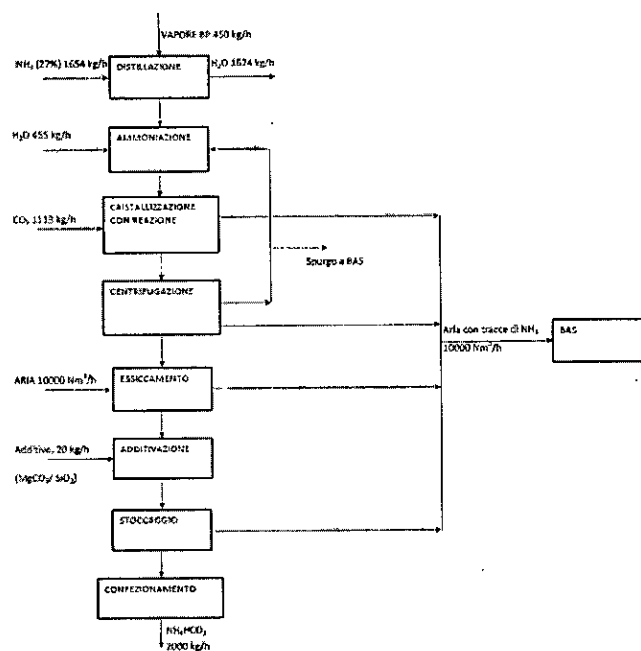 VAPORE BP 450 kg/h
NH₃ (27%) 1654 kg/h
DISTILLAZIONE
H₂O 1624 kg/h
H₂O 455 kg/h
AMMONIAZIONE
CRISTALLIZZAZIONE
CON REAZIONE
CO₂ 1113 kg/h
Spurgo a BAS
CENTRIFUGAZIONE
Aria con tracce di NH₃
10000 Nm³/h
BAS
ARIA 10000 Nm³/h
ESSICCAMENTO
Additivo, 20 kg/h
(MgCO₃/ SiO₂)
ADDITIVAZIONE
STOCCAGGIO
CONFEZIONAMENTO
NH₄HCO₃
2000 kg/h